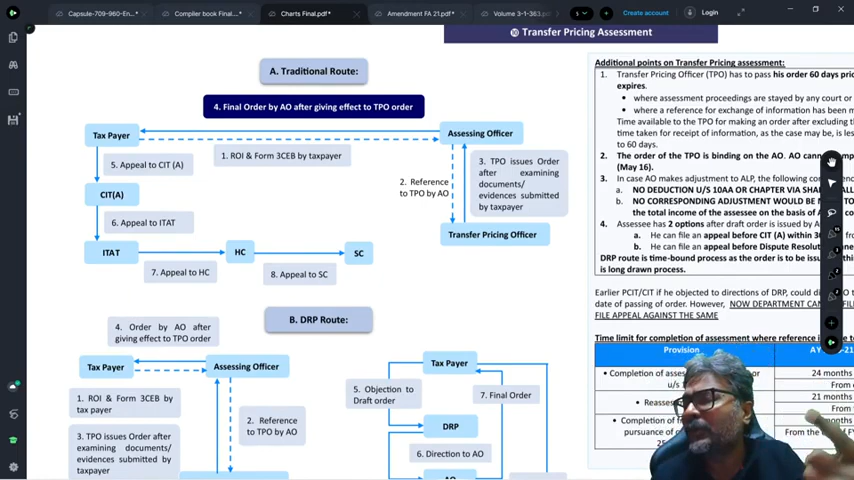 Capsule-709-960-En...*
Compiler book Final....*
Charts Final.pdf*
Amendment FA 21.pdf*
Volume 3-1-363.pd
5
Create account
Login
⑩ Transfer Pricing Assessment
A. Traditional Route:
4. Final Order by AO after giving effect to TPO order
Tax Payer
Assessing Officer
1. ROI & Form 3CEB by taxpayer
5. Appeal to CIT (A)
2. Reference
to TPO by AO
3. TPO issues Order
after examining
documents/
evidences submitted
by taxpayer
CIT(A)
6. Appeal to ITAT
Transfer Pricing Officer
ITAT
HC
SC
7. Appeal to HC
8. Appeal to SC
B. DRP Route:
4. Order by AO after
giving effect to TPO order
Tax Payer
Assessing Officer
1. ROI & Form 3CEB by
tax payer
2. Reference
to TPO by AO
3. TPO issues Order after
examining documents/
evidences submitted by
taxpayer
Tax Payer
5. Objection to
Draft order
7. Final Order
DRP
6. Direction to AO
AO
Additional points on Transfer Pricing assessment:
1. Transfer Pricing Officer (TPO) has to pass his order 60 days
expires.
• where assessment proceedings are stayed by any court or
• where a reference for exchange of information has been m
Time available to the TPO for making an order after excluding th
time taken for receipt of information, as the case may be, is les
to 60 days.
2. The order of the TPO is binding on the AO. AO
(May 16).
3. In case AO makes adjustment to ALP, the following
a. NO DEDUCTION U/S 10AA OR CHAPTER VIA
b. NO CORRESPONDING ADJUSTMENT WOULD BE
the total income of the assessee on the basis of
4. Assessee has 2 options after draft order is issued by
a. He can file an appeal before CIT (A) within
b. He can file an appeal before Dispute
DRP route is time-bound process as the order is to be
is long drawn process.
Earlier PCIT/CIT if he objected to directions of DRP, could
date of passing of order. However, NOW DEPARTMENT
FILE APPEAL AGAINST THE SAME
Time limit for completion of assessment where reference
Provision
• Completion of
u/s
24 months
From
• Reass
21 months
From
• Completion of
pursuance of
From the